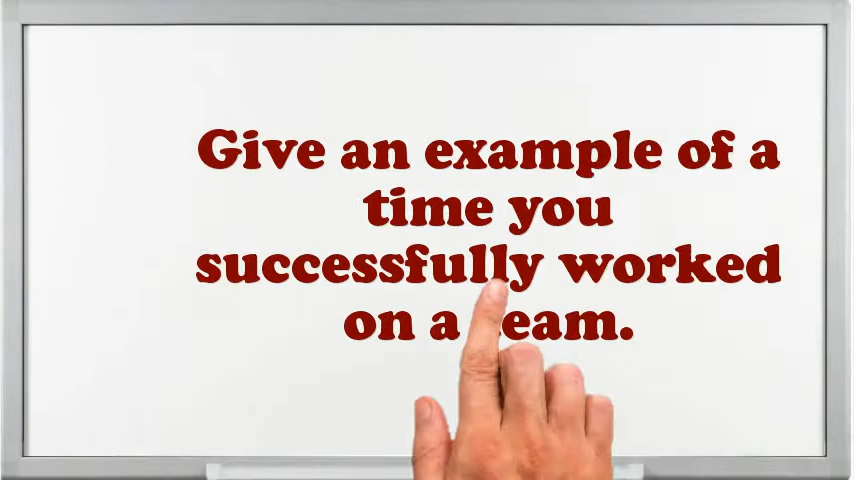 Give an example of a
time you
successfully worked
on a team.